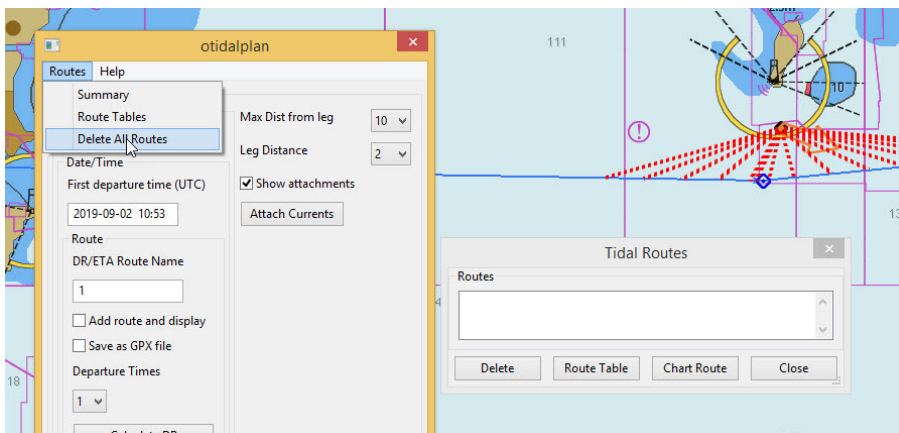 otidalplan
Routes Help
Summary
Route Tables
Delete All Routes
Date/Time
First departure time (UTC)
2019-09-02 10:53
Route
DR/ETA Route Name
1
Add route and display
Save as GPX file
Departure Times
1
Max Dist from leg
10
Leg Distance
2
Show attachments
Attach Currents
111
10
Tidal Routes
Routes
Delete Route Table Chart Route Close
18
13
4